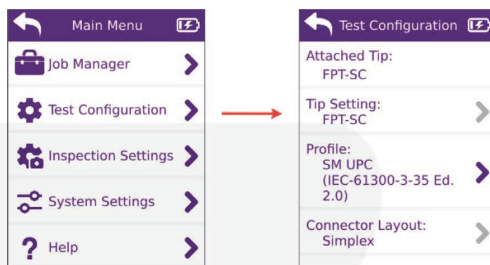 Main Menu
Job Manager
Test Configuration
Inspection Settings
System Settings
? Help
Test Configuration
Attached Tip:
FPT-SC
Tip Setting:
FPT-SC
Profile:
SM UPC
(IEC-61300-3-35 Ed.
2.0)
Connector Layout:
Simplex